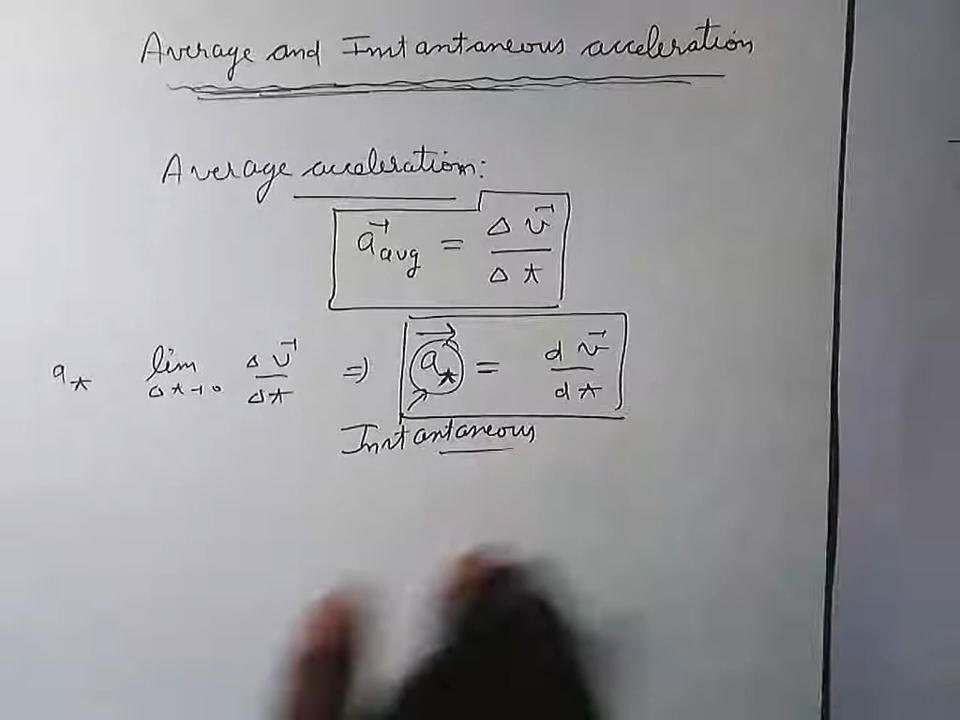 Average and Instantaneous acceleration
Average acceleration:
a⃗avg = Δv⃗/Δt
at lim Δt→0 Δv⃗/Δt ⇒ a⃗t = dv⃗/dt
Instantaneous